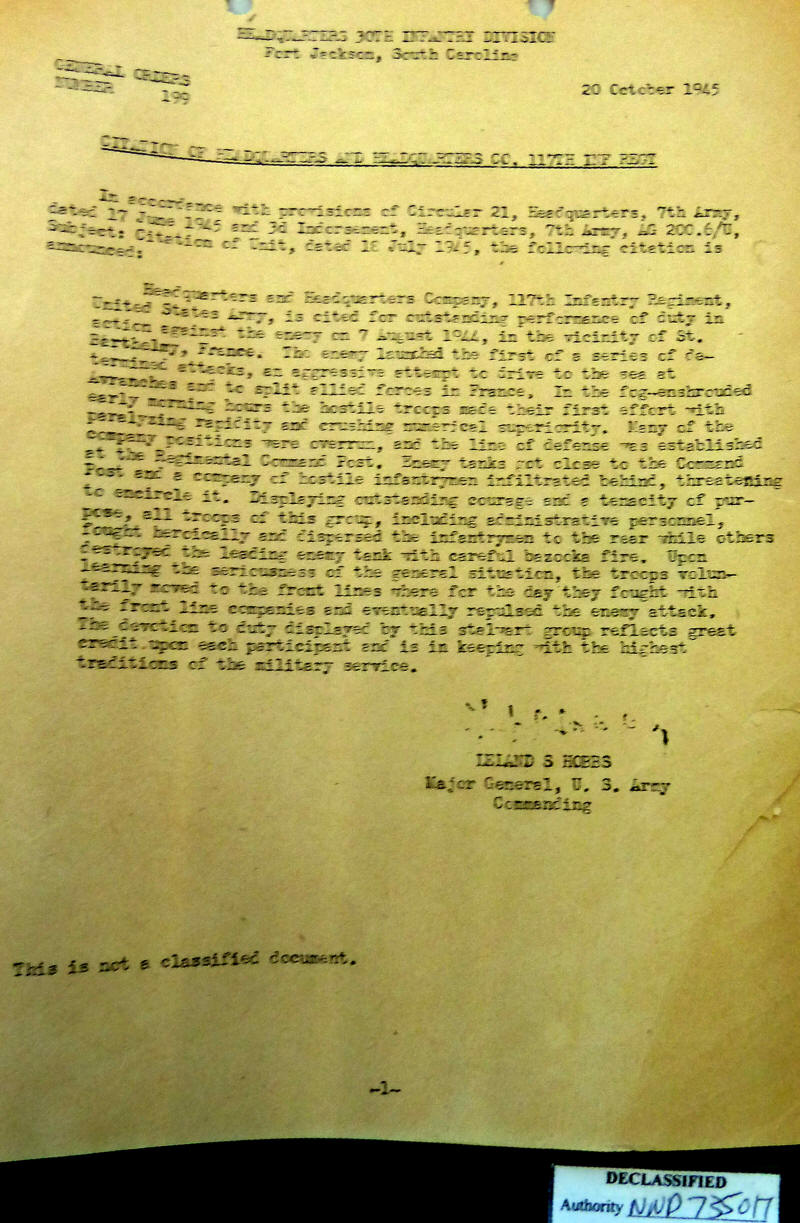 HEADQUARTERS 30TH INFANTRY DIVISION
Fort Jackson, South Carolina
GENERAL ORDERS
NUMBER 199
20 October 1945
CITATION OF HEADQUARTERS AND HEADQUARTERS CO. 117TH INF REGT
In accordance with provisions of Circular 21, Headquarters, 7th Army,
dated 17 June 1945 and 3d Indorsement, Headquarters, 7th Army, AG 200.6/U,
Subject: Citation of Unit, dated 18 July 1945, the following citation is
announced:
Headquarters and Headquarters Company, 117th Infantry Regiment,
United States Army, is cited for outstanding performance of duty in
action against the enemy on 7 August 1944, in the vicinity of St.
Barthelmy, France. The enemy launched the first of a series of de-
termined attacks, an aggressive attempt to drive to the sea at
Avranches and to split allied forces in France. In the fog-enshrouded
early morning hours the hostile troops made their first effort with
paralyzing rapidity and crushing numerical superiority. Many of the
company positions were overrun, and the line of defense was established
at the Regimental Command Post. Enemy tanks got close to the Command
Post and a company of hostile infantrymen infiltrated behind, threatening
to encircle it. Displaying outstanding courage and a tenacity of pur-
pose, all troops of this group, including administrative personnel,
fought heroically and dispersed the infantrymen to the rear while others
destroyed the leading enemy tank with careful bazooka fire. Upon
learning the seriousness of the general situation, the troops volun-
tarily moved to the front lines where for the day they fought with
the front line companies and eventually repulsed the enemy attack.
The devotion to duty displayed by this stalwart group reflects great
credit upon each participant and is in keeping with the highest
traditions of the military service.
LELAND S HOBBS
Major General, U. S. Army
Commanding
This is not a classified document.
-1-
DECLASSIFIED
Authority NND 735017